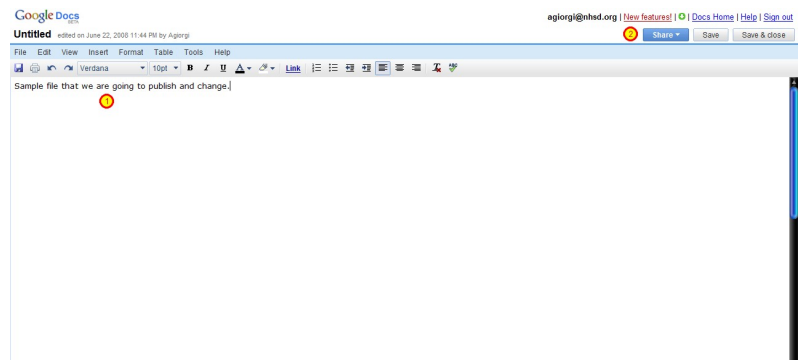 Google Docs
BETA
agiorgi@nhsd.org | New features! | Docs Home | Help | Sign out
Untitled edited on June 22, 2008 11:44 PM by Agiorgi
2 Share Save Save & close
File Edit View Insert Format Table Tools Help
Verdana 10pt B I U A Link ABC
Sample file that we are going to publish and change.
1